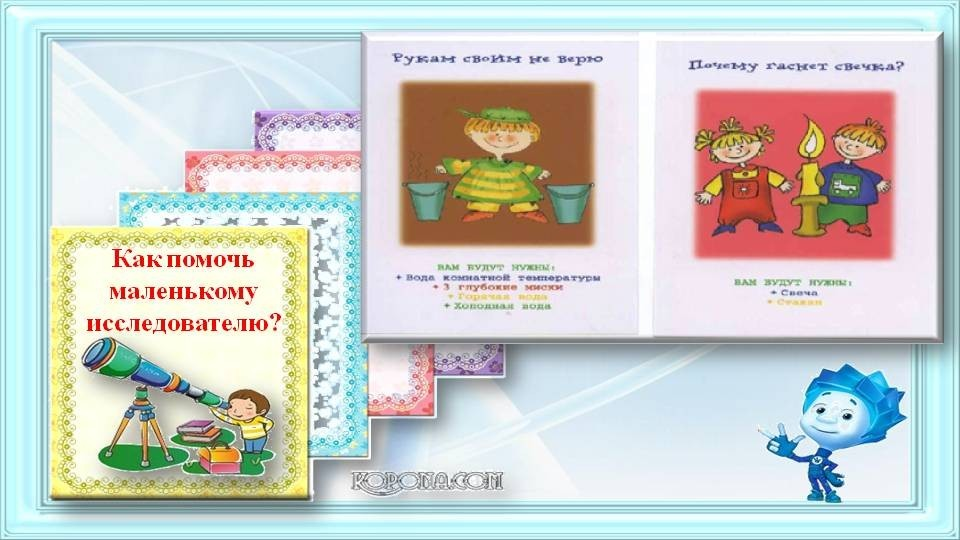 Как помочь
маленькому
исследователю?
Рукам своим не верю
ВАМ БУДУТ НУЖНЫ:
+ Вода комнатной температуры
+ 3 глубокие миски
+ Горячая вода
+ Холодная вода
Почему гаснет свечка?
ВАМ БУДУТ НУЖНЫ:
+ Свеча
+ Стакан
KOPONA.COM